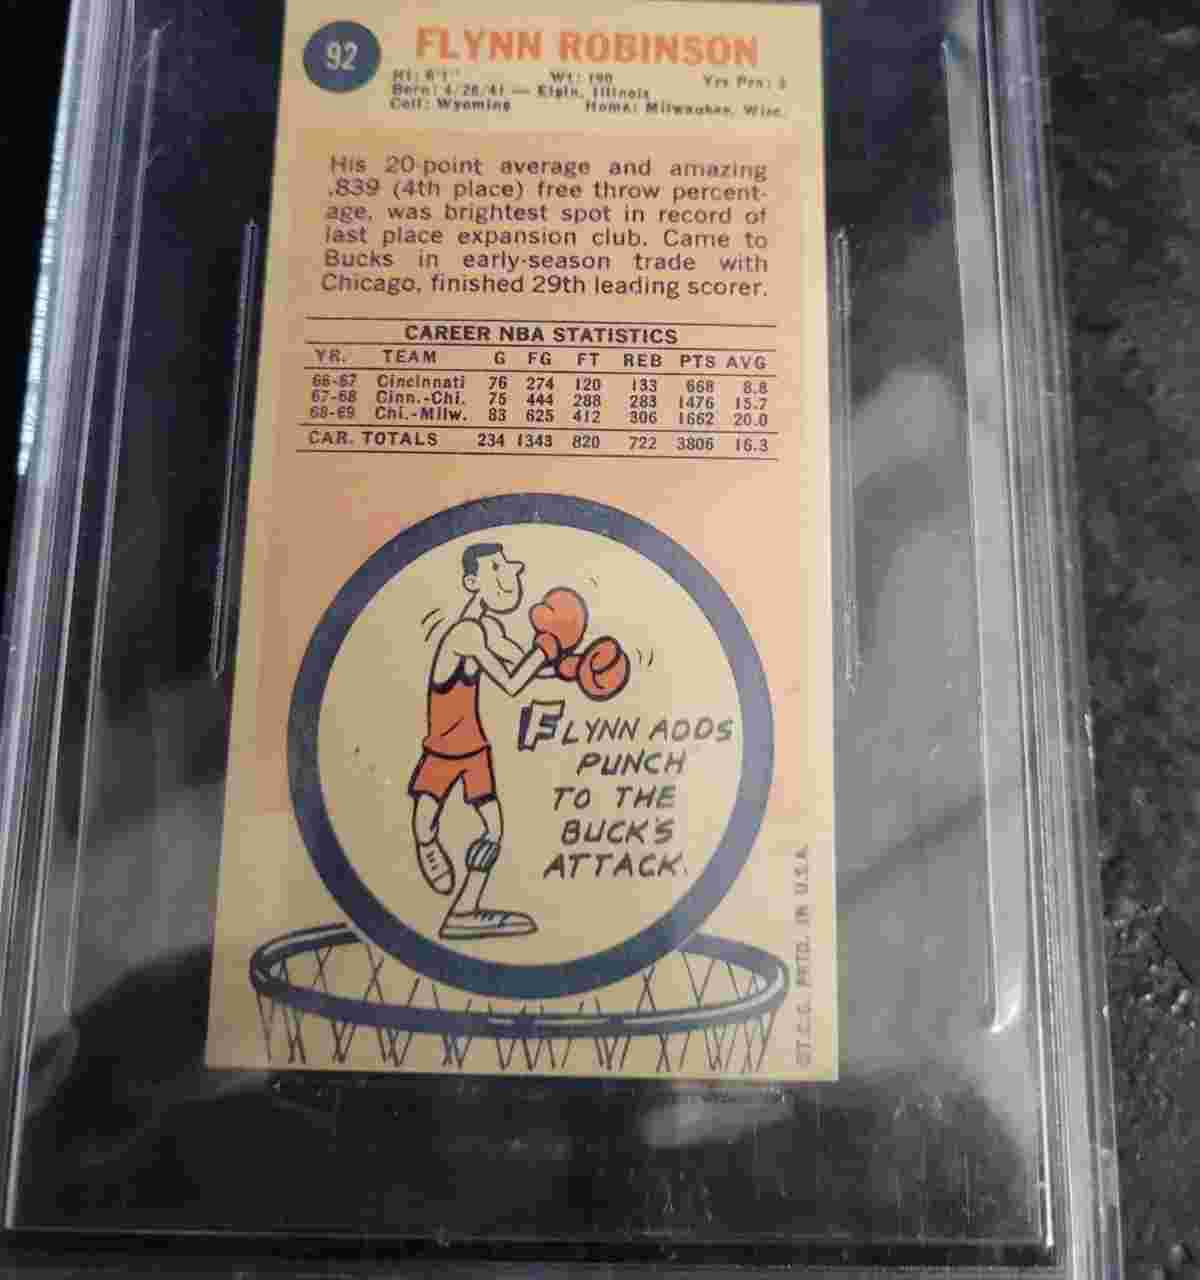 92
FLYNN ROBINSON
Ht: 6'1" Wt: 190 Yrs Pro: 3
Born: 4/28/41 — Elgin, Illinois
Coll: Wyoming Home: Milwaukee, Wisc.
His 20-point average and amazing
.839 (4th place) free throw percent-
age, was brightest spot in record of
last place expansion club. Came to
Bucks in early-season trade with
Chicago, finished 29th leading scorer.
CAREER NBA STATISTICS
YR. TEAM G FG FT REB PTS AVG
66-67 Cincinnati 76 274 120 133 668 8.8
67-68 Cinn.-Chi. 75 444 288 283 1476 15.7
68-69 Chi.-Milw. 83 625 412 306 1662 20.0
CAR. TOTALS 234 1343 820 722 3806 16.3
FLYNN ADDS
PUNCH
TO THE
BUCK'S
ATTACK.
©T.C.G. PRTD. IN U.S.A.